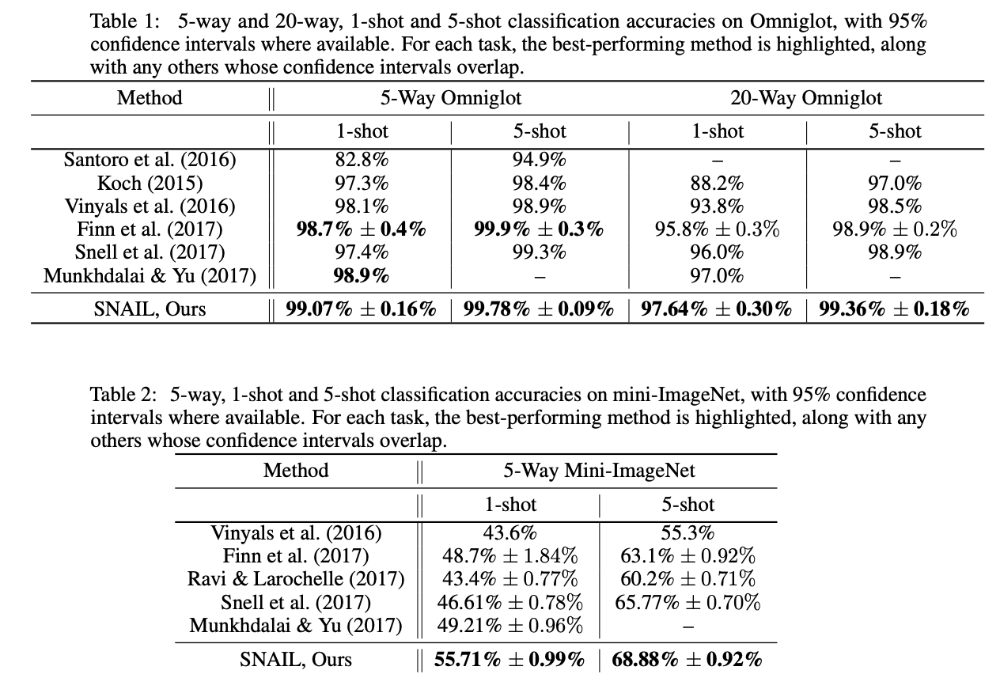 Table 1: 5-way and 20-way, 1-shot and 5-shot classification accuracies on Omniglot, with 95%
confidence intervals where available. For each task, the best-performing method is highlighted, along
with any others whose confidence intervals overlap.
Method 5-Way Omniglot 20-Way Omniglot
1-shot 5-shot 1-shot 5-shot
Santoro et al. (2016) 82.8% 94.9% – –
Koch (2015) 97.3% 98.4% 88.2% 97.0%
Vinyals et al. (2016) 98.1% 98.9% 93.8% 98.5%
Finn et al. (2017) 98.7% ± 0.4% 99.9% ± 0.3% 95.8% ± 0.3% 98.9% ± 0.2%
Snell et al. (2017) 97.4% 99.3% 96.0% 98.9%
Munkhdalai & Yu (2017) 98.9% – 97.0% –
SNAIL, Ours 99.07% ± 0.16% 99.78% ± 0.09% 97.64% ± 0.30% 99.36% ± 0.18%
Table 2: 5-way, 1-shot and 5-shot classification accuracies on mini-ImageNet, with 95% confidence
intervals where available. For each task, the best-performing method is highlighted, along with any
others whose confidence intervals overlap.
Method 5-Way Mini-ImageNet
1-shot 5-shot
Vinyals et al. (2016) 43.6% 55.3%
Finn et al. (2017) 48.7% ± 1.84% 63.1% ± 0.92%
Ravi & Larochelle (2017) 43.4% ± 0.77% 60.2% ± 0.71%
Snell et al. (2017) 46.61% ± 0.78% 65.77% ± 0.70%
Munkhdalai & Yu (2017) 49.21% ± 0.96% –
SNAIL, Ours 55.71% ± 0.99% 68.88% ± 0.92%